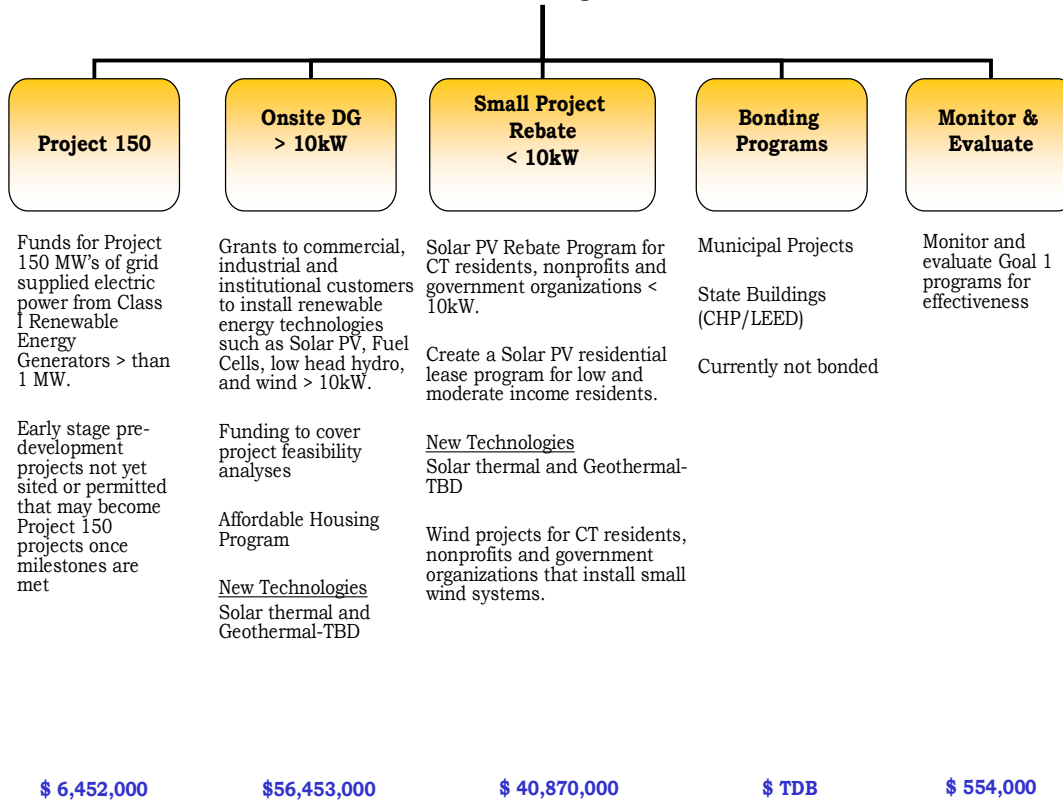 Project 150
Funds for Project
150 MW's of grid
supplied electric
power from Class
I Renewable
Energy
Generators > than
1 MW.
Early stage pre-
development
projects not yet
sited or permitted
that may become
Project 150
projects once
milestones are
met
$ 6,452,000
Onsite DG
> 10kW
Grants to commercial,
industrial and
institutional customers
to install renewable
energy technologies
such as Solar PV, Fuel
Cells, low head hydro,
and wind > 10kW.
Funding to cover
project feasibility
analyses
Affordable Housing
Program
New Technologies
Solar thermal and
Geothermal-TBD
$56,453,000
Small Project
Rebate
< 10kW
Solar PV Rebate Program for
CT residents, nonprofits and
government organizations <
10kW.
Create a Solar PV residential
lease program for low and
moderate income residents.
New Technologies
Solar thermal and Geothermal-
TBD
Wind projects for CT residents,
nonprofits and government
organizations that install small
wind systems.
$ 40,870,000
Bonding
Programs
Municipal Projects
State Buildings
(CHP/LEED)
Currently not bonded
$ TDB
Monitor &
Evaluate
Monitor and
evaluate Goal 1
programs for
effectiveness
$ 554,000